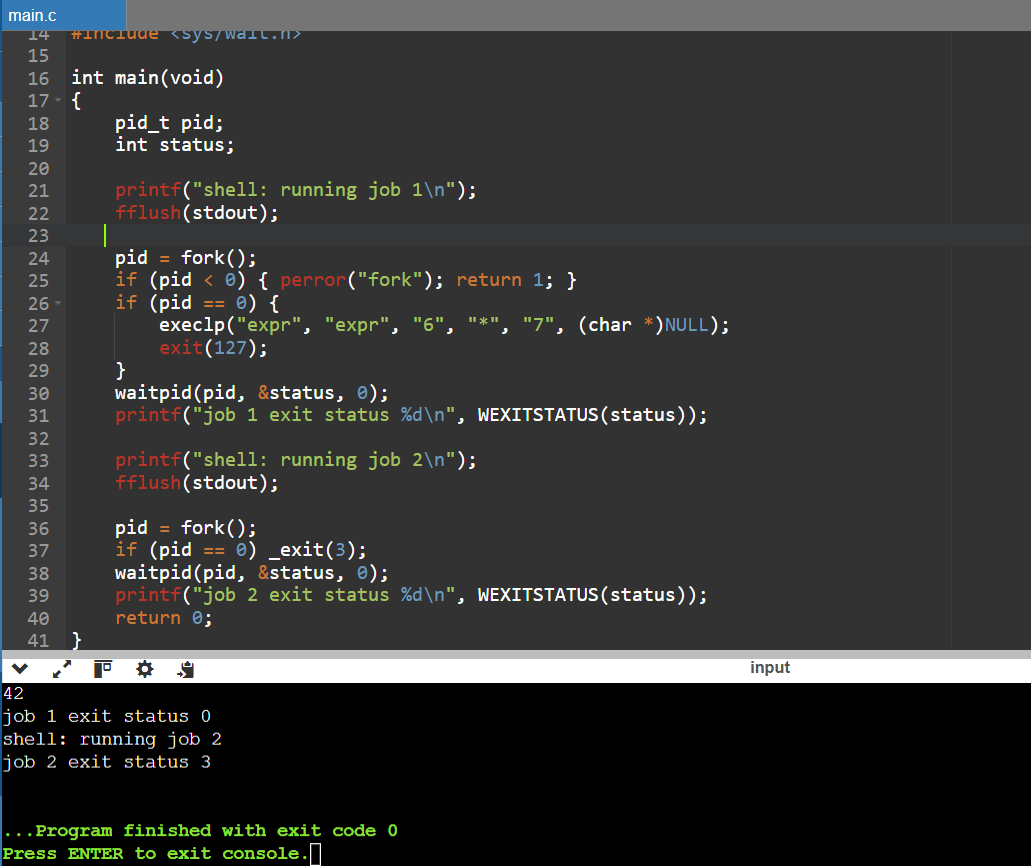 main.c
14 #include <sys/wait.h>
15
16 int main(void)
17 {
18     pid_t pid;
19     int status;
20
21     printf("shell: running job 1\n");
22     fflush(stdout);
23
24     pid = fork();
25     if (pid < 0) { perror("fork"); return 1; }
26     if (pid == 0) {
27         execlp("expr", "expr", "6", "*", "7", (char *)NULL);
28         exit(127);
29     }
30     waitpid(pid, &status, 0);
31     printf("job 1 exit status %d\n", WEXITSTATUS(status));
32
33     printf("shell: running job 2\n");
34     fflush(stdout);
35
36     pid = fork();
37     if (pid == 0) _exit(3);
38     waitpid(pid, &status, 0);
39     printf("job 2 exit status %d\n", WEXITSTATUS(status));
40     return 0;
41 }
input
42
job 1 exit status 0
shell: running job 2
job 2 exit status 3
...Program finished with exit code 0
Press ENTER to exit console.